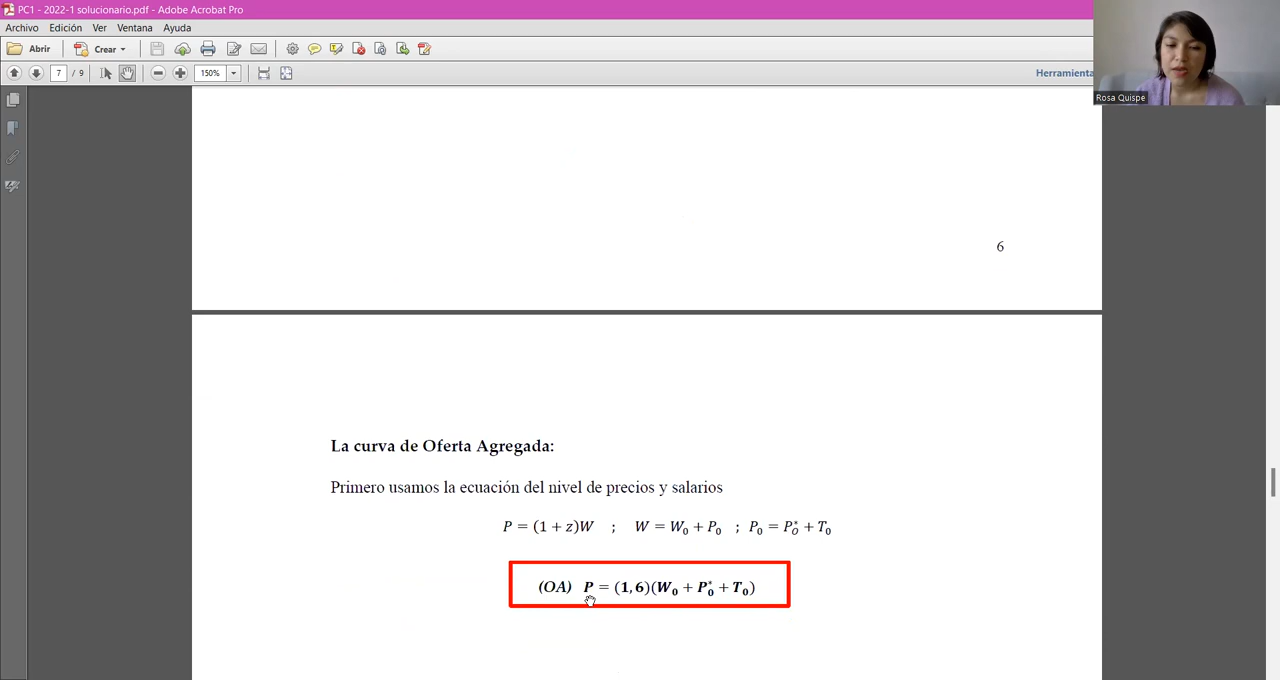 PC1 - 2022-1 solucionario.pdf - Adobe Acrobat Pro
Archivo Edición Ver Ventana Ayuda
Abrir Crear
7 / 9 150% Herramienta
Rosa Quispe
6
La curva de Oferta Agregada:
Primero usamos la ecuación del nivel de precios y salarios
P = (1 + z)W ; W = W₀ + P₀ ; P₀ = P₀* + T₀
(OA) P = (1,6)(W₀ + P₀* + T₀)